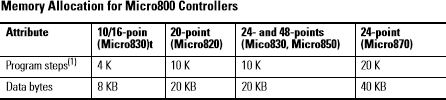 Memory Allocation for Micro800 Controllers
Attribute
10/16-poin (Micro830)t
20-point (Micro820)
24- and 48-points (Mico830, Micro850)
24-point (Micro870)
Program steps(1) 4 K 10 K 10 K 20 K
Data bytes 8 KB 20 KB 20 KB 40 KB